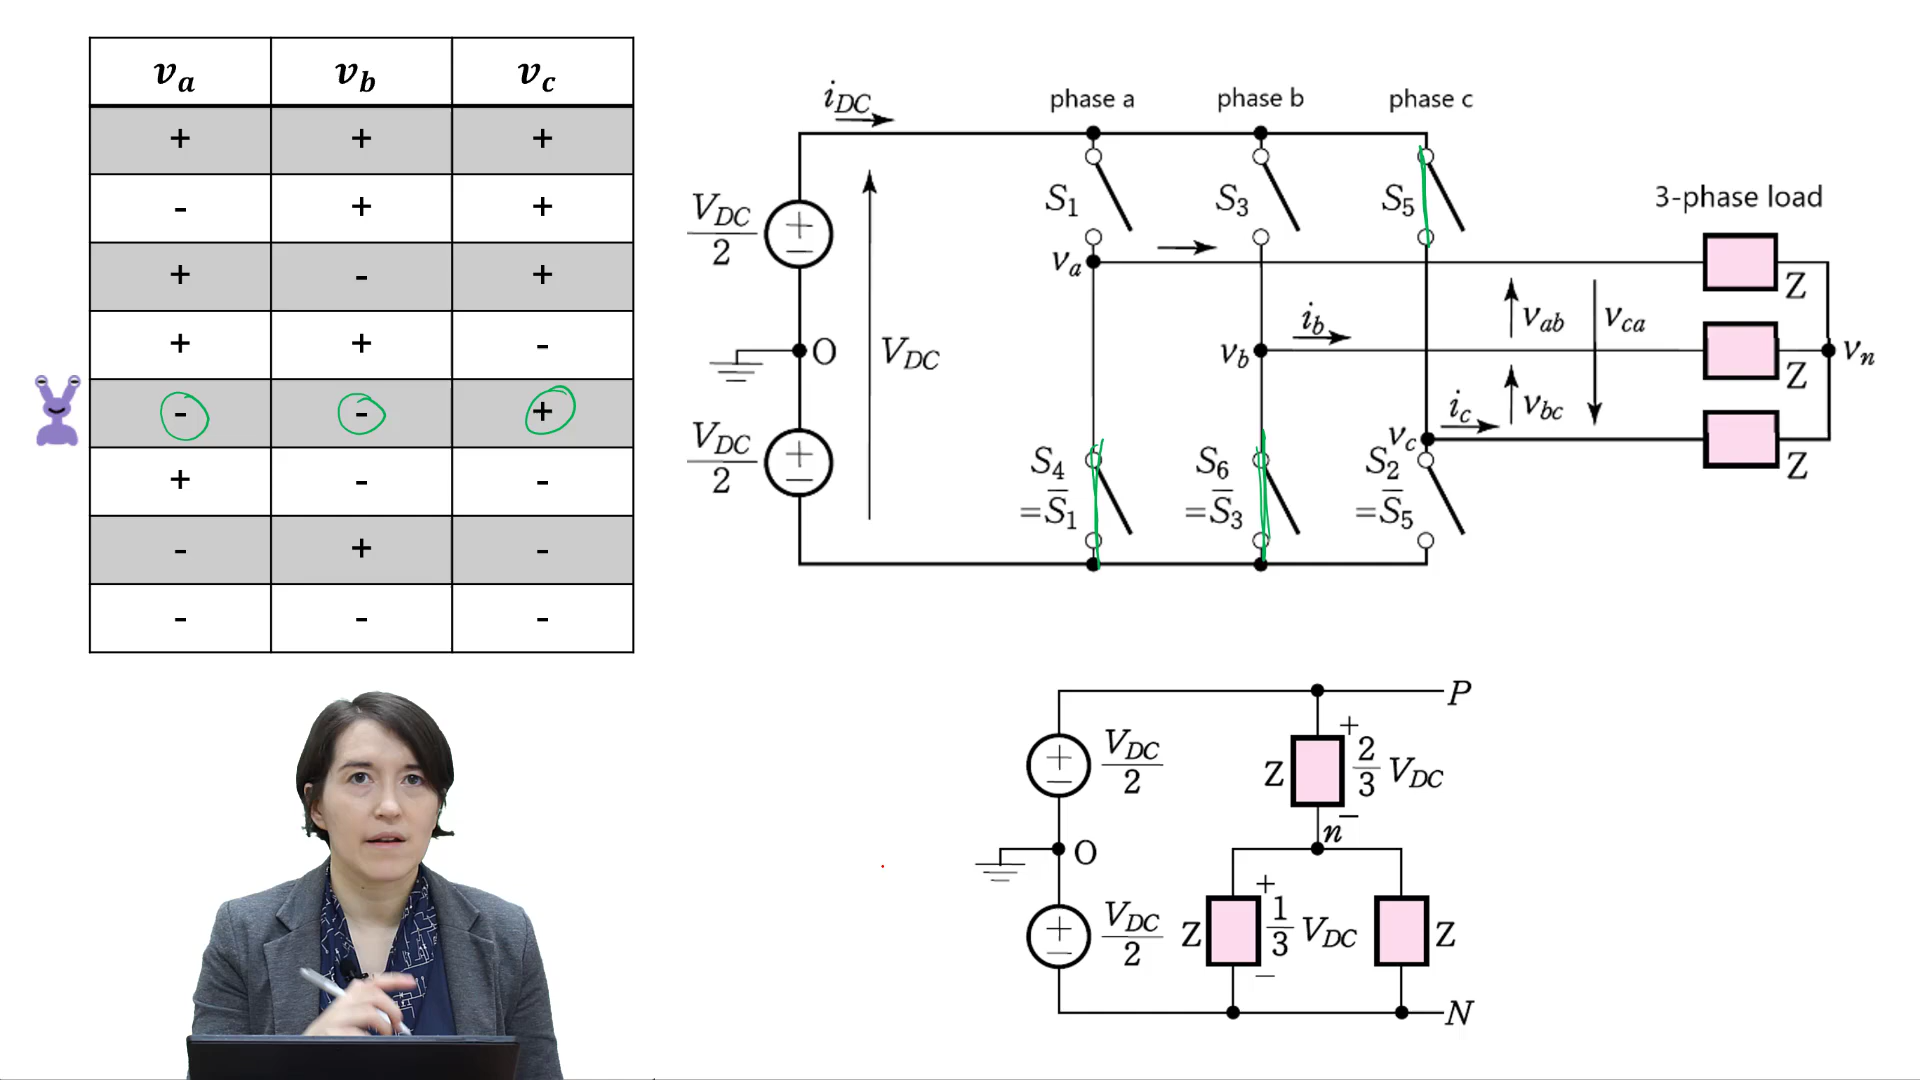 v_a v_b v_c
+ + +
- + +
+ - +
+ + -
- - +
+ - -
- + -
- - -
i_DC
phase a phase b phase c
V_DC/2
S_1 S_3 S_5
3-phase load
v_a
Z
O
V_DC
i_b
v_ab v_ca
v_b
v_n
Z
i_c
v_bc
v_c
V_DC/2
S_4 S_6 S_2
=S̅_1 =S̅_3 =S̅_5
Z
P
V_DC/2
Z + 2/3 V_DC −
n
O
V_DC/2
Z + 1/3 V_DC −
Z
N